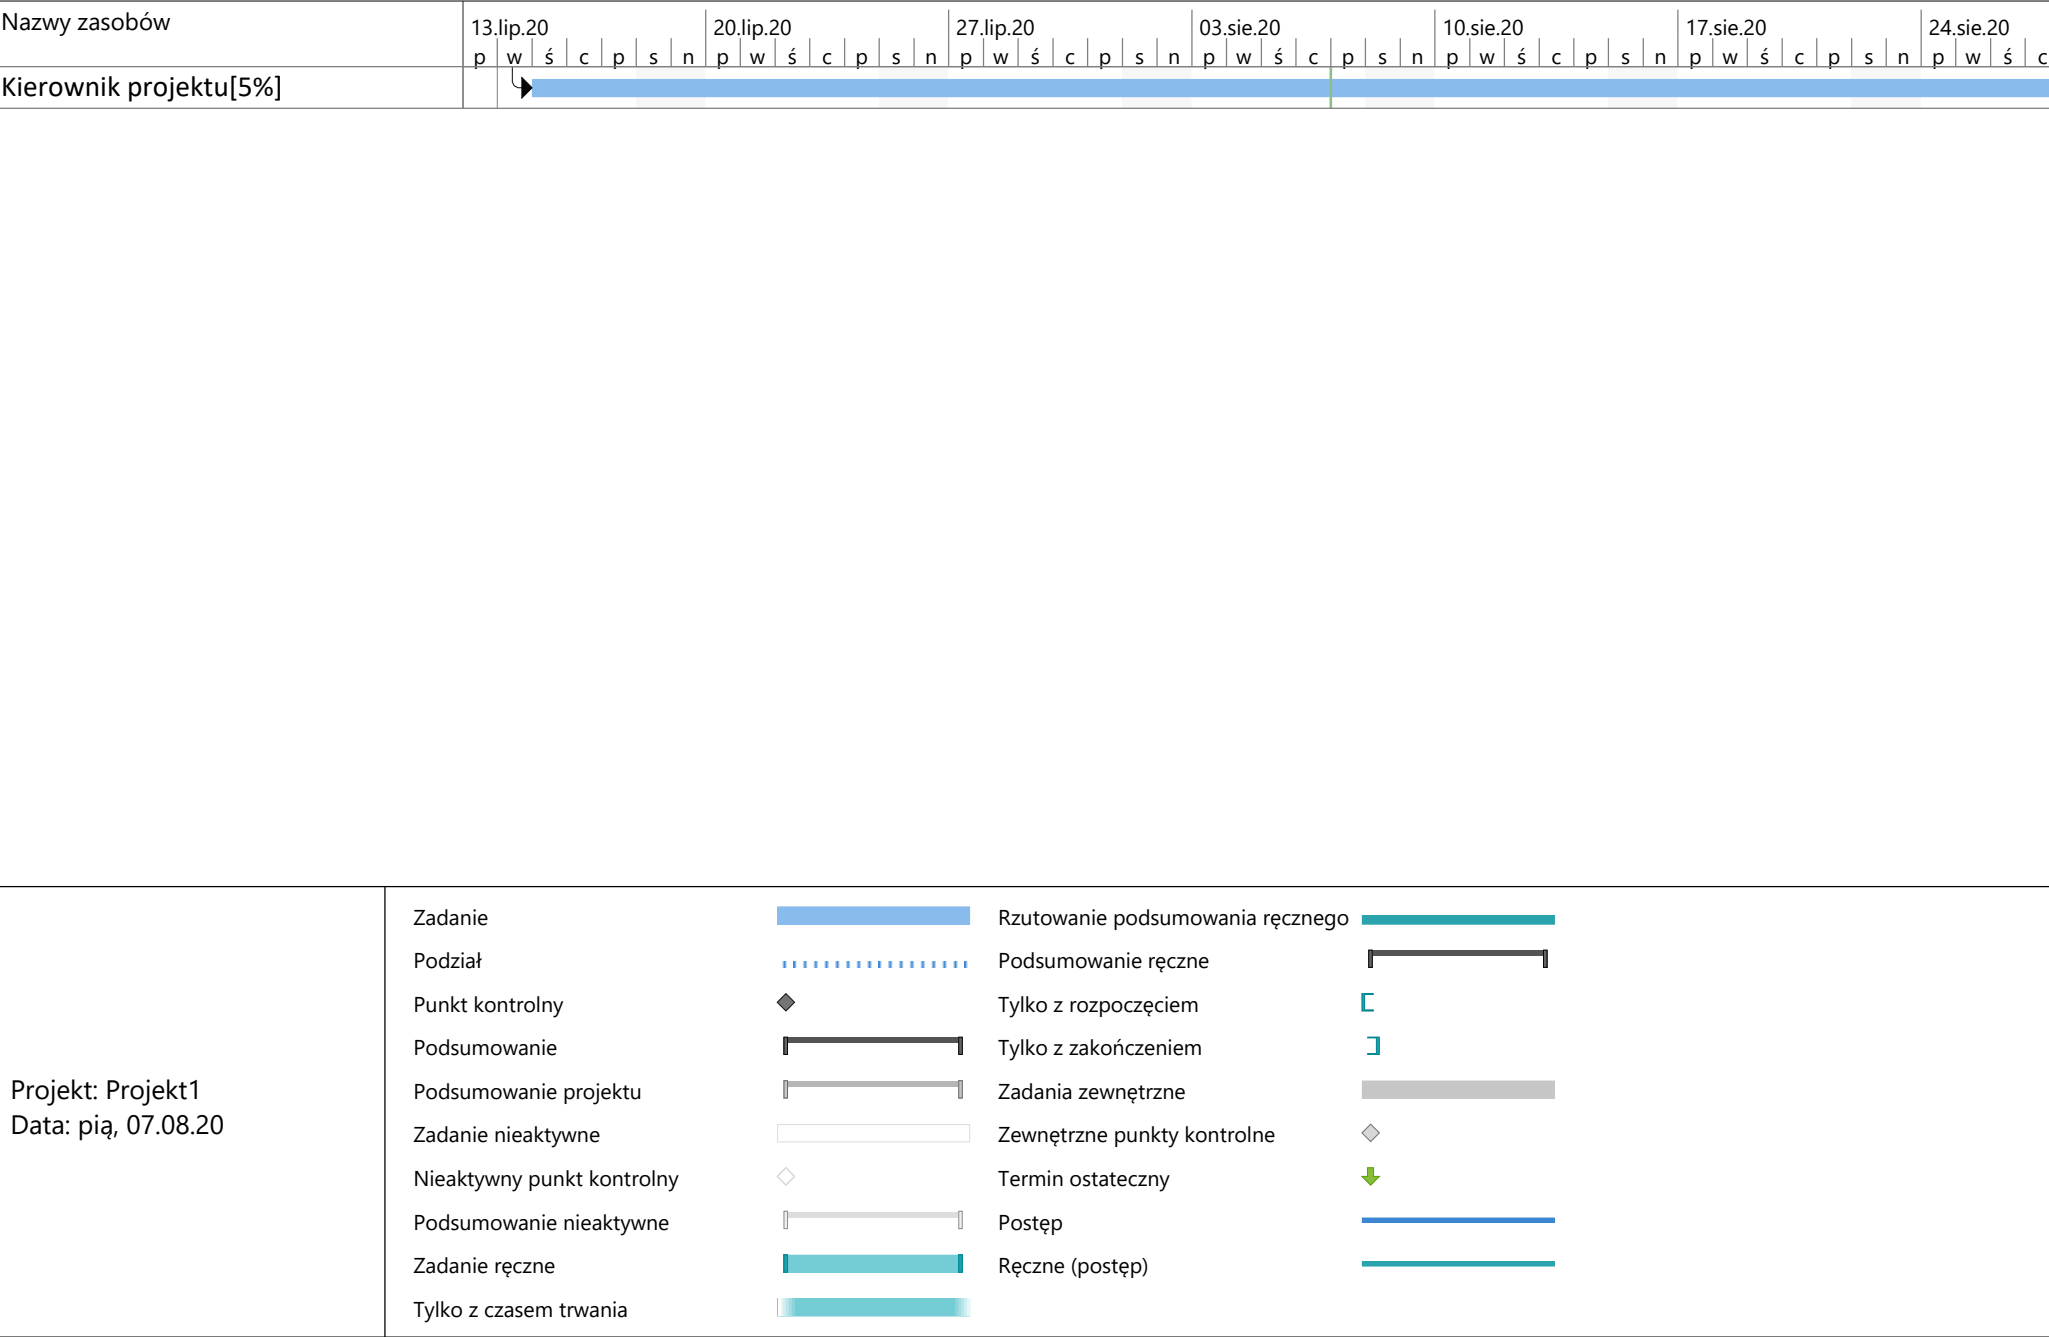 Nazwy zasobów
13.lip.20 20.lip.20 27.lip.20 03.sie.20 10.sie.20 17.sie.20 24.sie.20
p w ś c p s n p w ś c p s n p w ś c p s n p w ś c p s n p w ś c p s n p w ś c p s n p w ś c
Kierownik projektu[5%]
Projekt: Projekt1
Data: pią, 07.08.20
Zadanie
Podział
Punkt kontrolny
Podsumowanie
Podsumowanie projektu
Zadanie nieaktywne
Nieaktywny punkt kontrolny
Podsumowanie nieaktywne
Zadanie ręczne
Tylko z czasem trwania
Rzutowanie podsumowania ręcznego
Podsumowanie ręczne
Tylko z rozpoczęciem
Tylko z zakończeniem
Zadania zewnętrzne
Zewnętrzne punkty kontrolne
Termin ostateczny
Postęp
Ręczne (postęp)